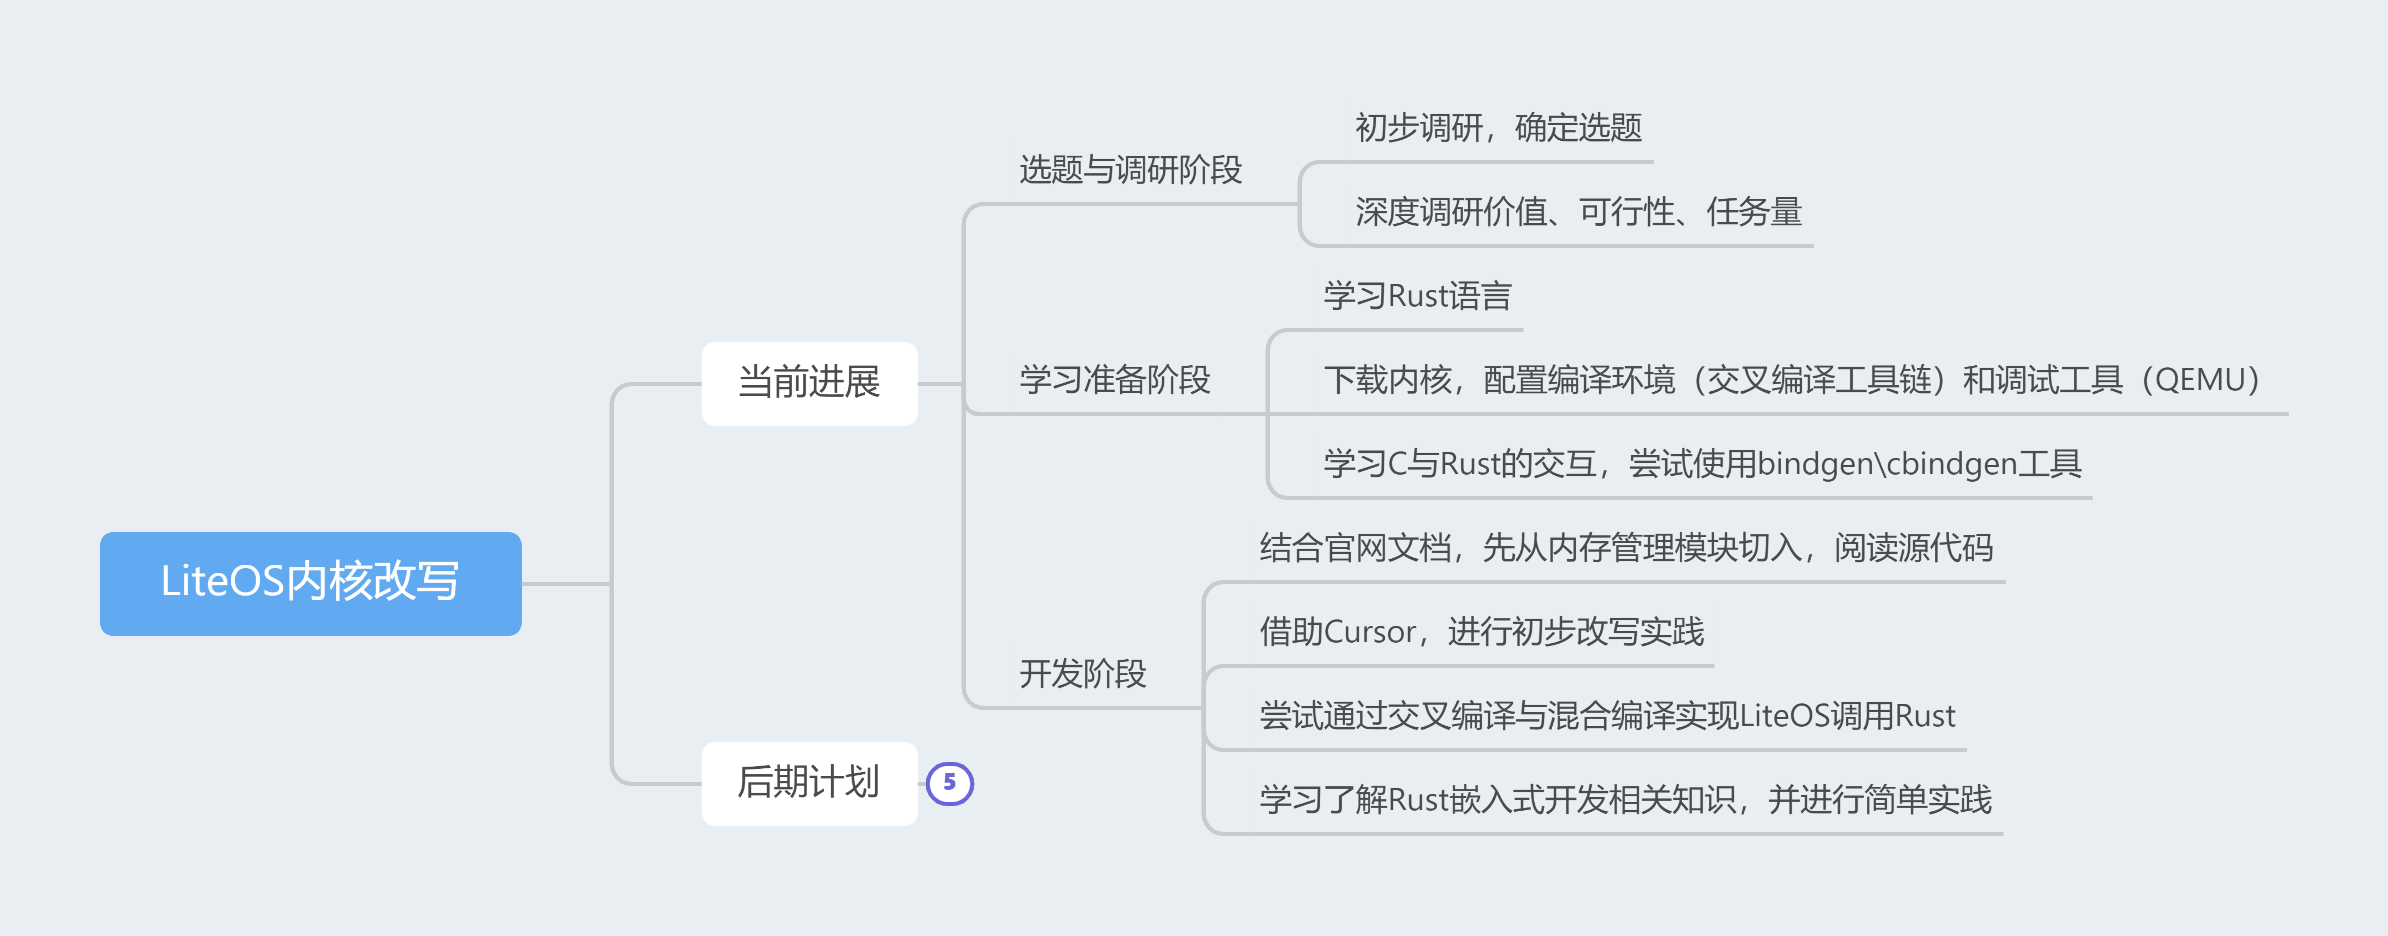 LiteOS内核改写
当前进展
选题与调研阶段
初步调研，确定选题
深度调研价值、可行性、任务量
学习准备阶段
学习Rust语言
下载内核，配置编译环境（交叉编译工具链）和调试工具（QEMU）
学习C与Rust的交互，尝试使用bindgen\cbindgen工具
开发阶段
结合官网文档，先从内存管理模块切入，阅读源代码
借助Cursor，进行初步改写实践
尝试通过交叉编译与混合编译实现LiteOS调用Rust
学习了解Rust嵌入式开发相关知识，并进行简单实践
后期计划
5